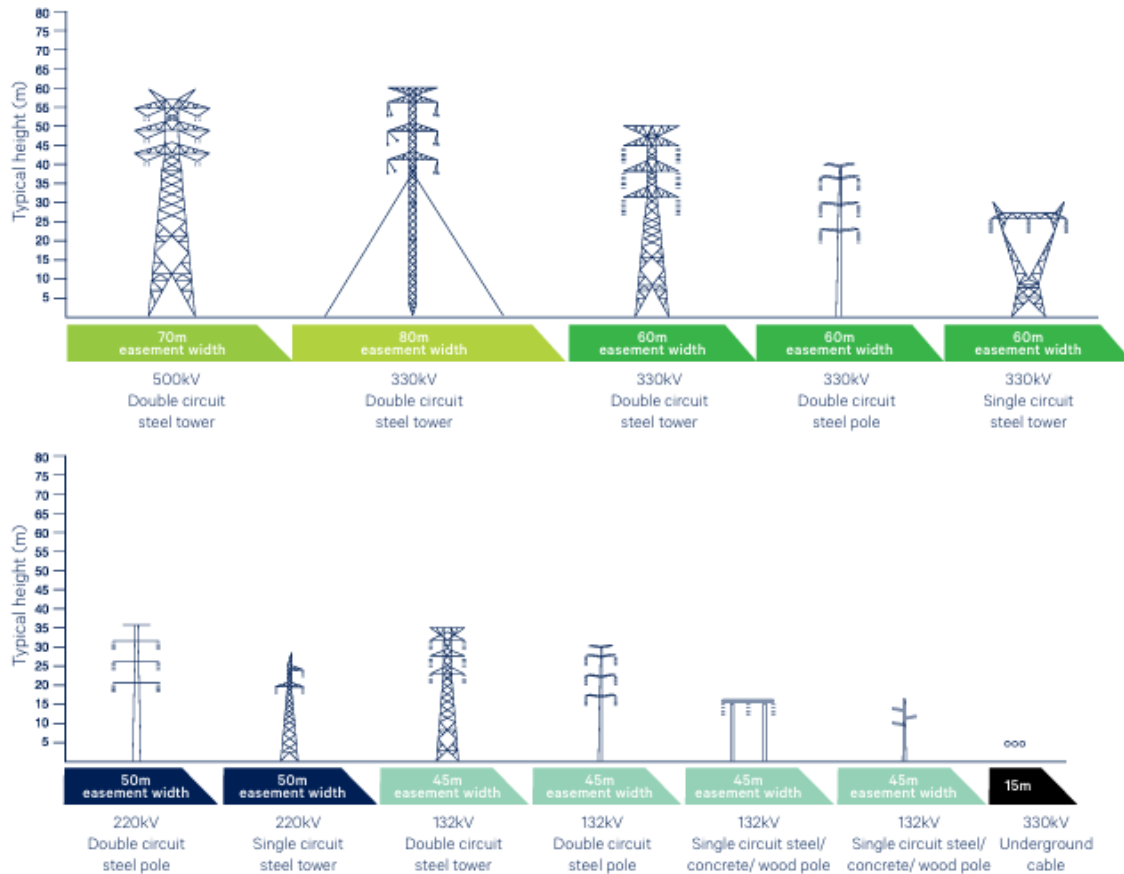 Typical height (m)
80
75
70
65
60
55
50
45
40
35
30
25
20
15
10
5
70m
easement width
80m
easement width
60m
easement width
60m
easement width
60m
easement width
500kV
Double circuit
steel tower
330kV
Double circuit
steel tower
330kV
Double circuit
steel tower
330kV
Double circuit
steel pole
330kV
Single circuit
steel tower
Typical height (m)
80
75
70
65
60
55
50
45
40
35
30
25
20
15
10
5
50m
easement width
50m
easement width
45m
easement width
45m
easement width
45m
easement width
45m
easement width
15m
220kV
Double circuit
steel pole
220kV
Single circuit
steel tower
132kV
Double circuit
steel tower
132kV
Double circuit
steel pole
132kV
Single circuit steel/
concrete/ wood pole
132kV
Single circuit steel/
concrete/ wood pole
330kV
Underground
cable